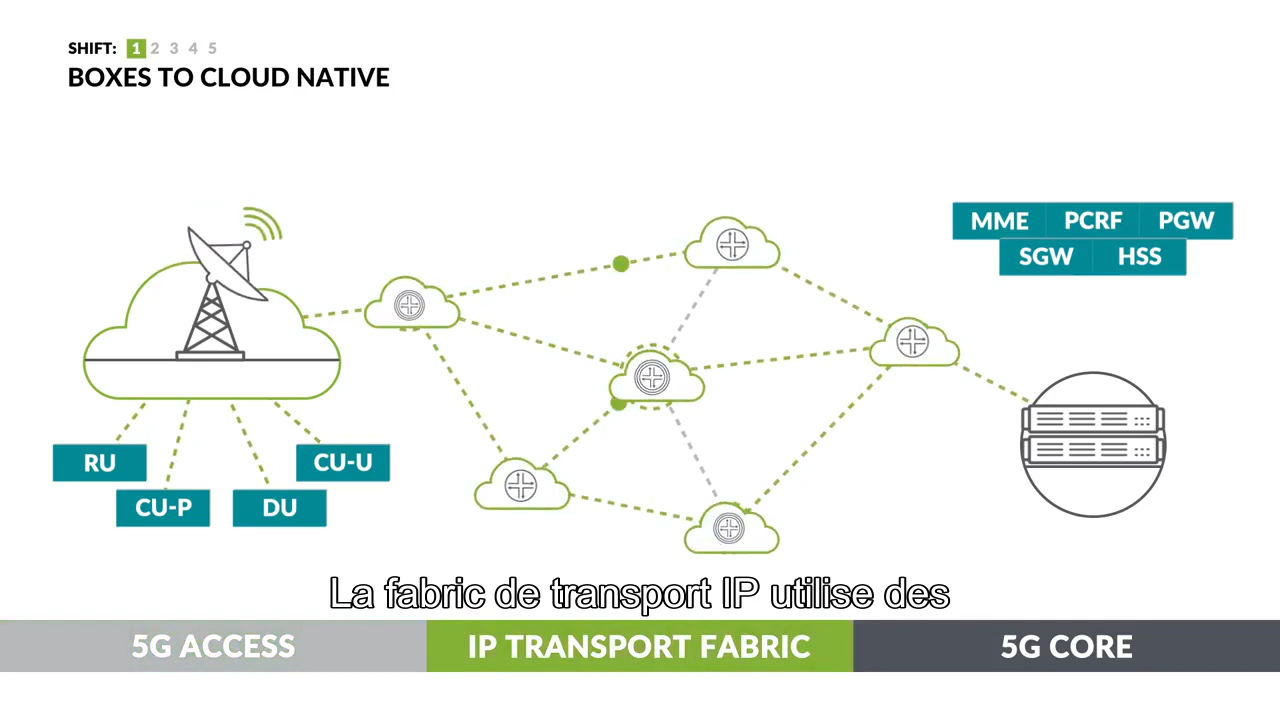 SHIFT: 1 2 3 4 5
BOXES TO CLOUD NATIVE
MME PCRF PGW
SGW HSS
RU
CU-U
CU-P
DU
La fabric de transport IP utilise des
5G ACCESS
IP TRANSPORT FABRIC
5G CORE